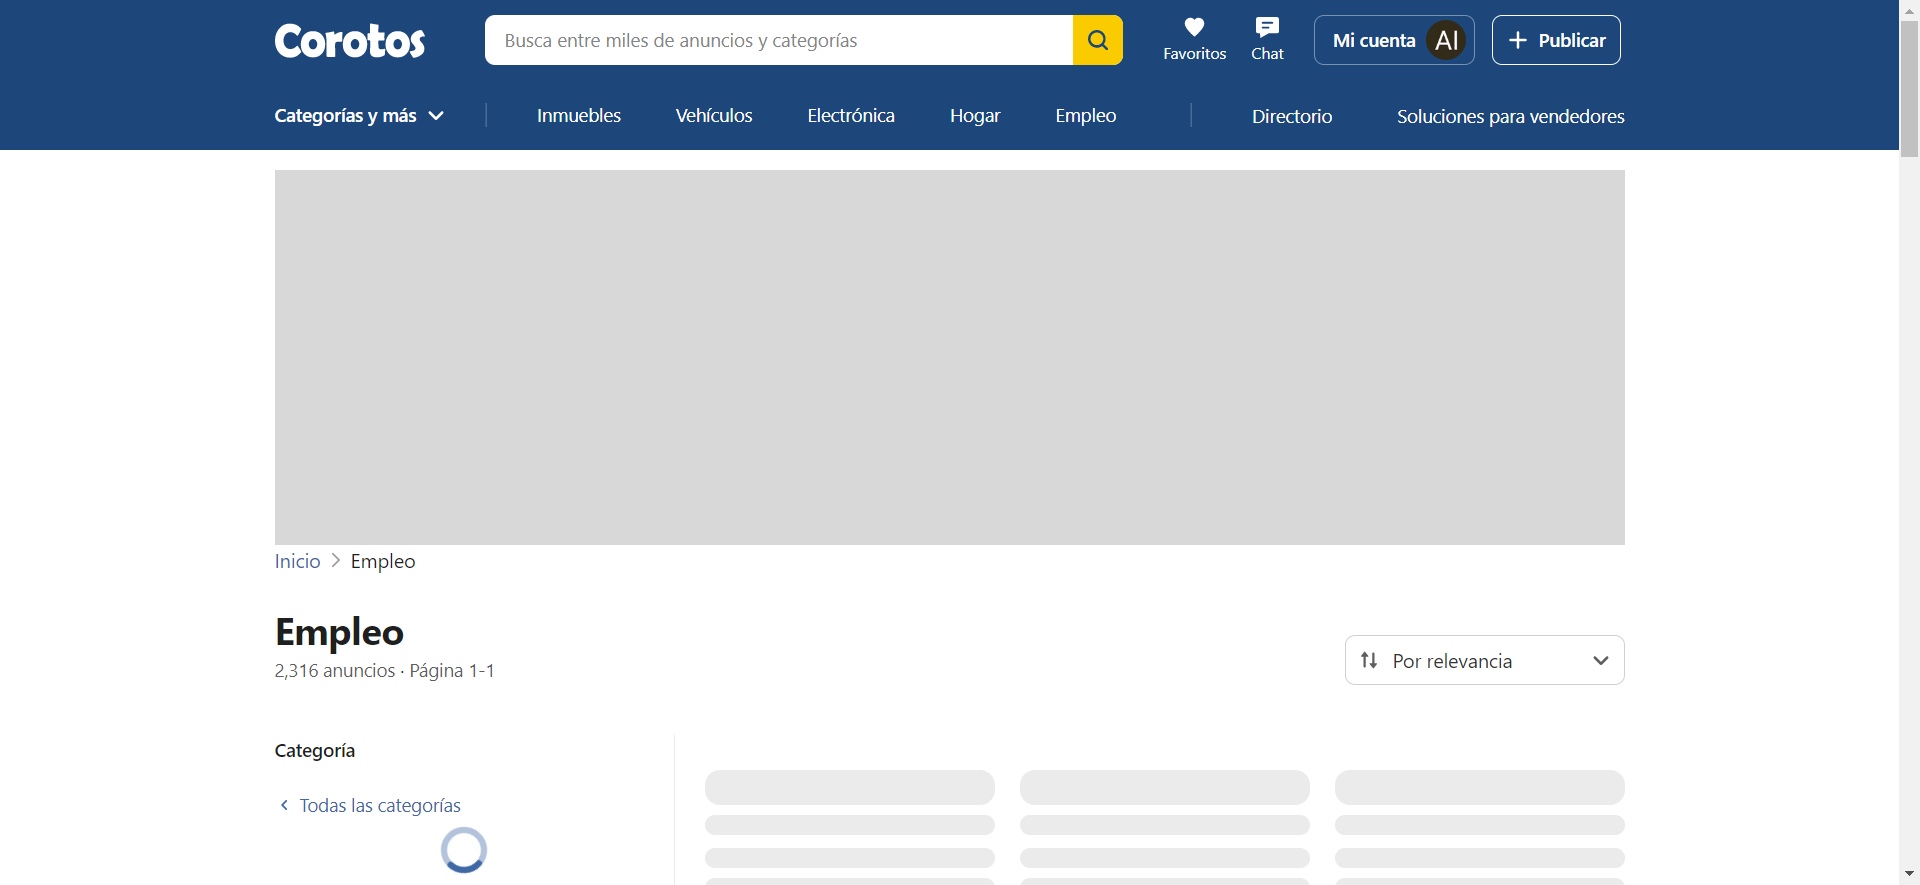 Corotos
Busca entre miles de anuncios y categorías
Favoritos
Chat
Mi cuenta AI
Publicar
Categorías y más
Inmuebles
Vehículos
Electrónica
Hogar
Empleo
Directorio
Soluciones para vendedores
Inicio > Empleo
Empleo
2,316 anuncios · Página 1-1
Por relevancia
Categoría
Todas las categorías